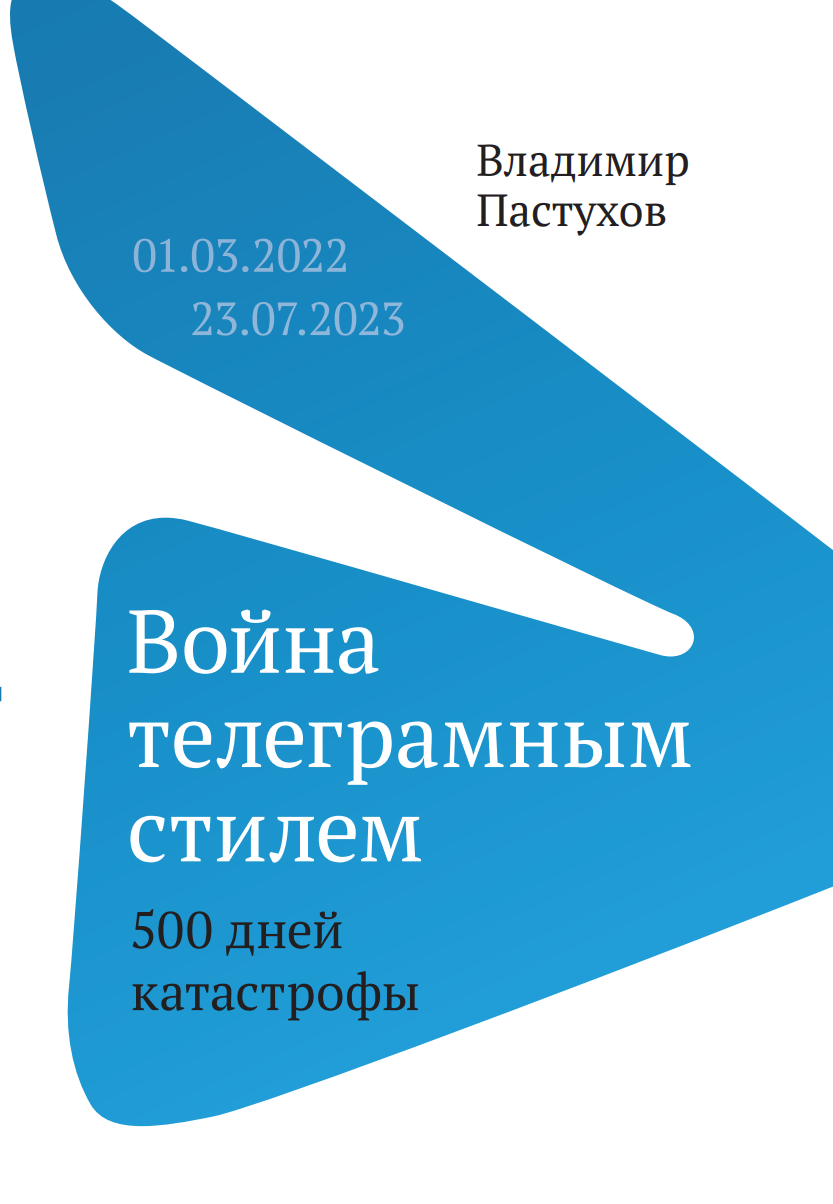 Владимир
Пастухов
01.03.2022
23.07.2023
Война
телеграмным
стилем
500 дней
катастрофы